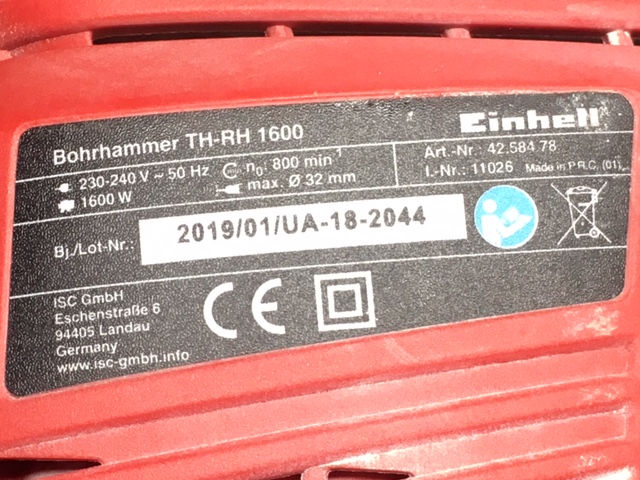 Bohrhammer TH-RH 1600
Einhell
230-240 V ~ 50 Hz
n₀: 800 min⁻¹
1600 W
max. Ø 32 mm
Art.-Nr.: 42.584.78
I.-Nr.: 11026 Made in P.R.C. (01)
Bj./Lot-Nr.: 2019/01/UA-18-2044
ISC GmbH
Eschenstraße 6
94405 Landau
Germany
www.isc-gmbh.info
CE